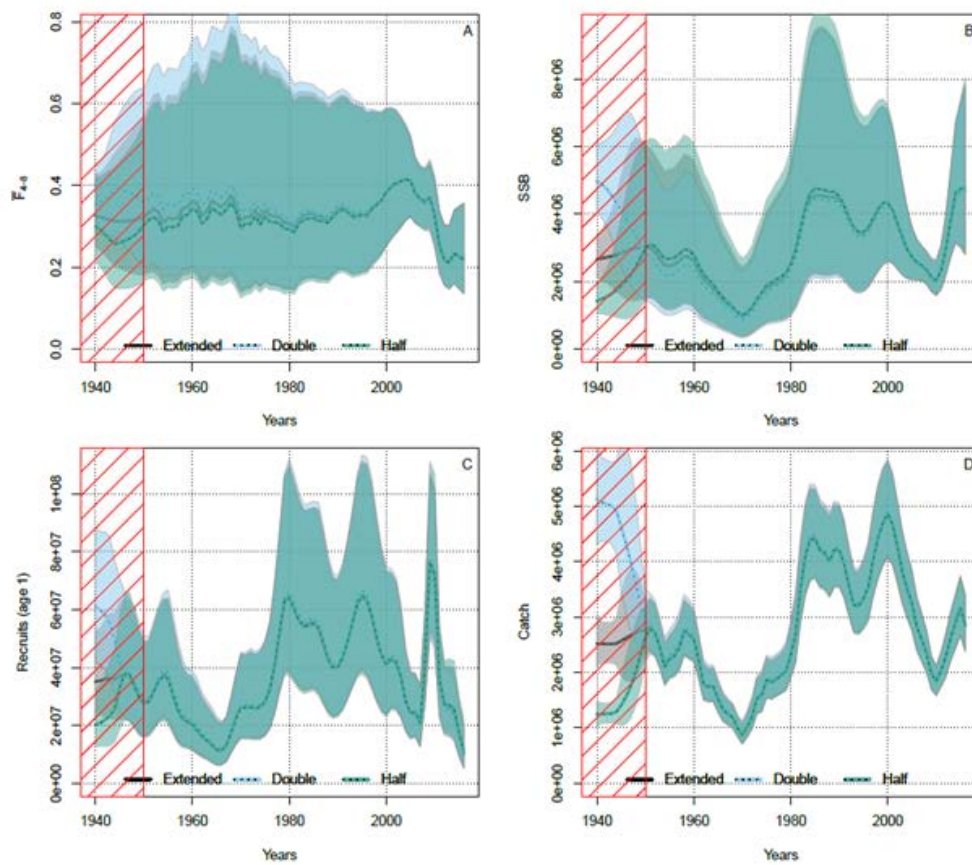 A
0.8
0.6
0.4
0.2
0.0
F̅4-8
Extended Double Half
1940 1960 1980 2000
Years
B
8e+06
6e+06
4e+06
2e+06
0e+00
SSB
Extended Double Half
1940 1960 1980 2000
Years
C
1e+08
8e+07
6e+07
4e+07
2e+07
0e+00
Recruits (age 1)
Extended Double Half
1940 1960 1980 2000
Years
D
6e+06
5e+06
4e+06
3e+06
2e+06
1e+06
0e+00
Catch
Extended Double Half
1940 1960 1980 2000
Years